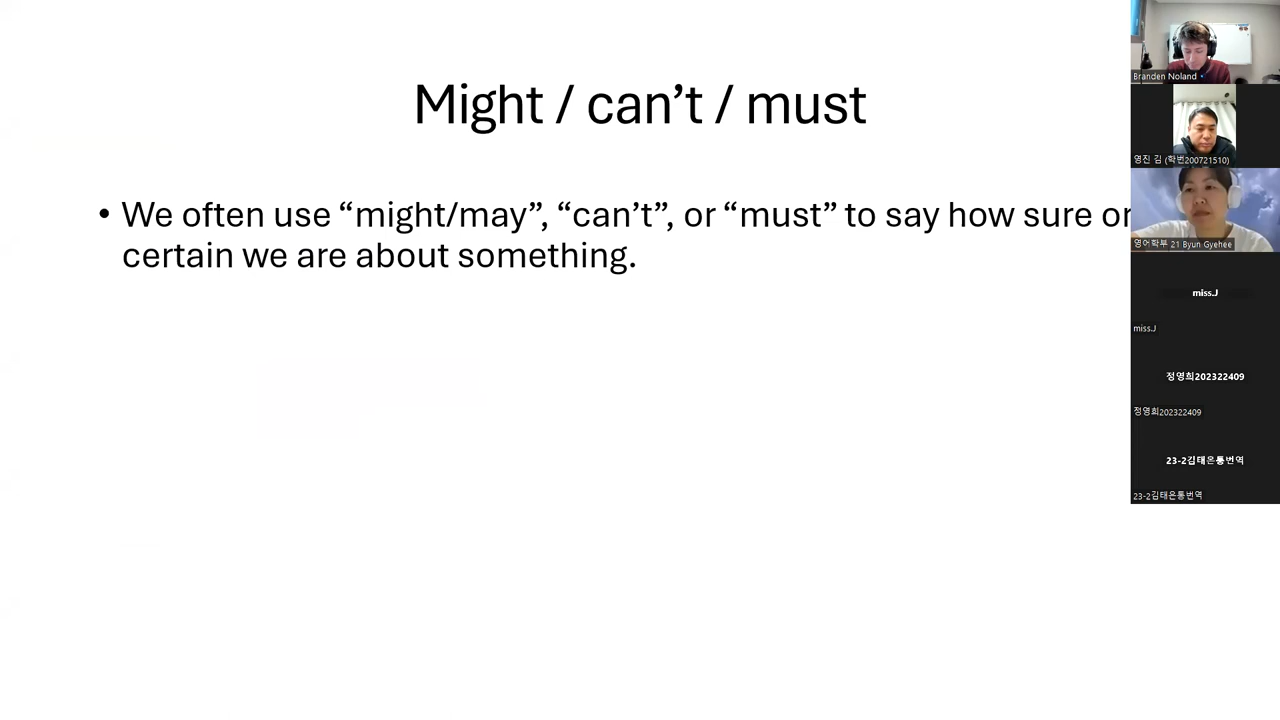 Might / can’t / must
• We often use “might/may”, “can’t”, or “must” to say how sure or
certain we are about something.
Branden Noland
영진 김 (학번200721510)
영어학부 21 Byun Gyehee
miss.J
miss.J
정영희202322409
정영희202322409
23-2김태은통번역
23-2김태은통번역